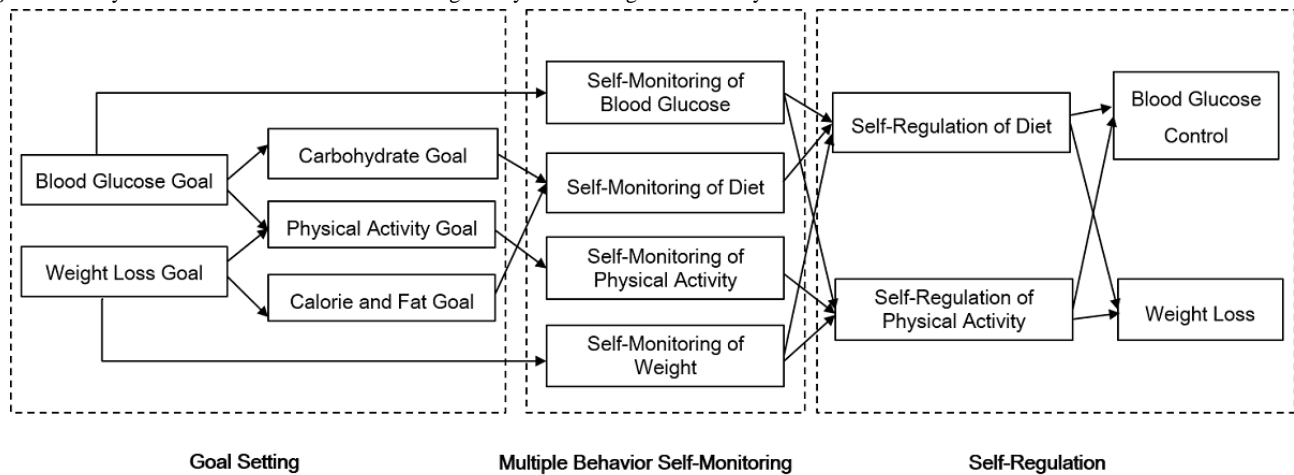 Self-Monitoring of
Blood Glucose
Blood Glucose
Control
Self-Regulation of Diet
Carbohydrate Goal
Blood Glucose Goal
Self-Monitoring of Diet
Physical Activity Goal
Weight Loss Goal
Self-Monitoring of
Physical Activity
Calorie and Fat Goal
Self-Regulation of
Physical Activity
Weight Loss
Self-Monitoring of
Weight
Goal Setting
Multiple Behavior Self-Monitoring
Self-Regulation